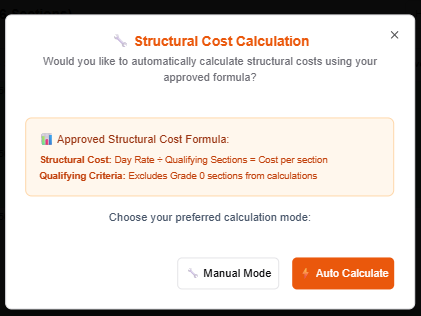 Structural Cost Calculation
Would you like to automatically calculate structural costs using your
approved formula?
Approved Structural Cost Formula:
Structural Cost: Day Rate ÷ Qualifying Sections = Cost per section
Qualifying Criteria: Excludes Grade 0 sections from calculations
Choose your preferred calculation mode:
Manual Mode
Auto Calculate